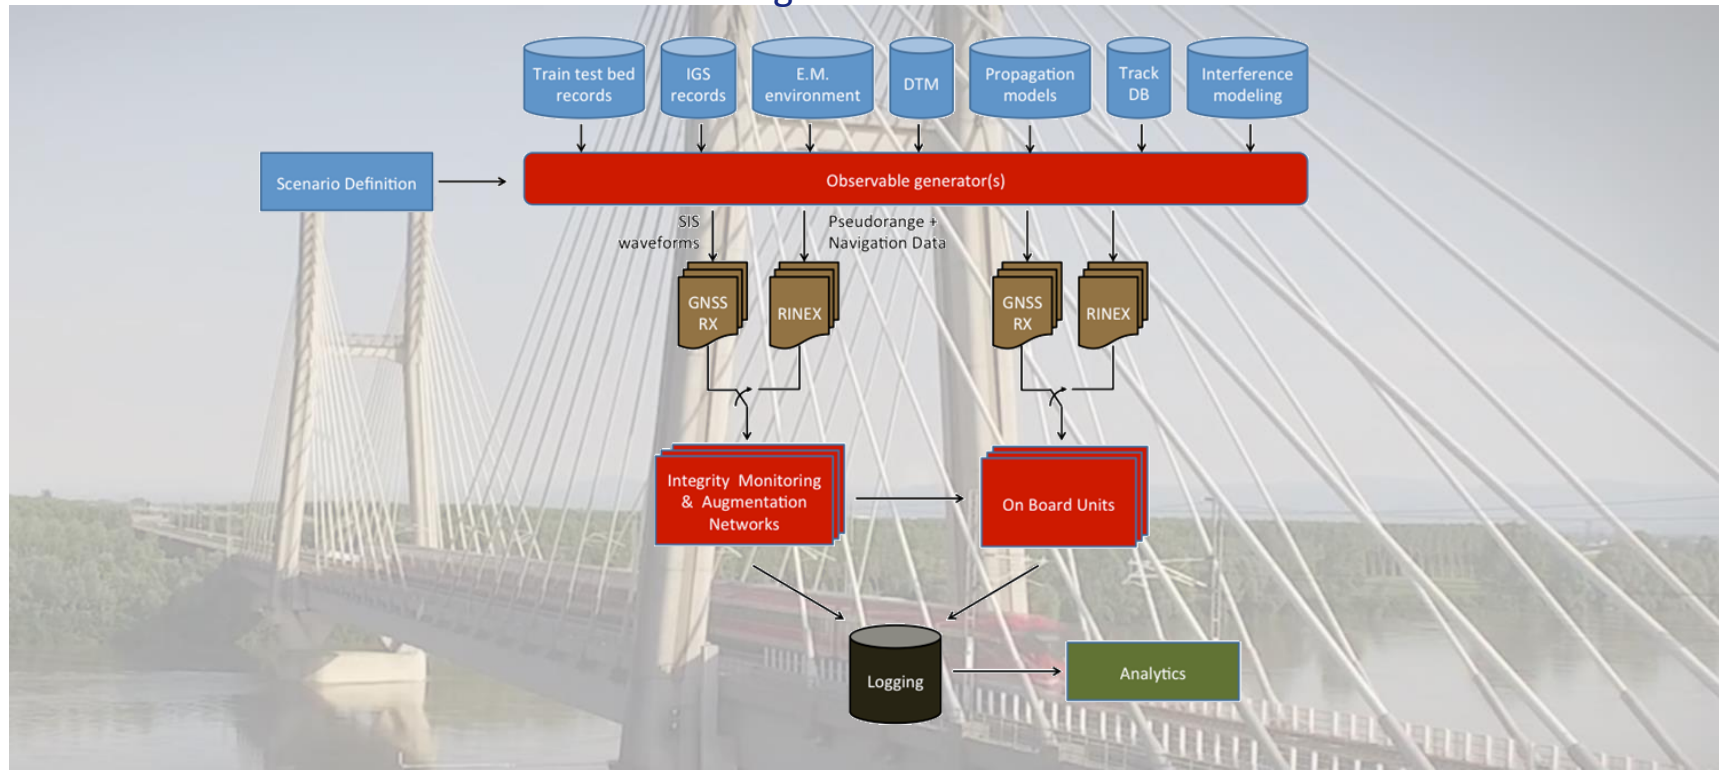 Train test bed
records
IGS
records
E.M.
environment
DTM
Propagation
models
Track
DB
Interference
modeling
Scenario Definition
Observable generator(s)
SIS
waveforms
Pseudorange +
Navigation Data
GNSS
RX
RINEX
GNSS
RX
RINEX
Integrity Monitoring
& Augmentation
Networks
On Board Units
Logging
Analytics